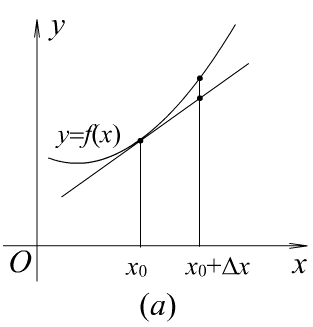 y
y=f(x)
O x₀ x₀+Δx x
(a)